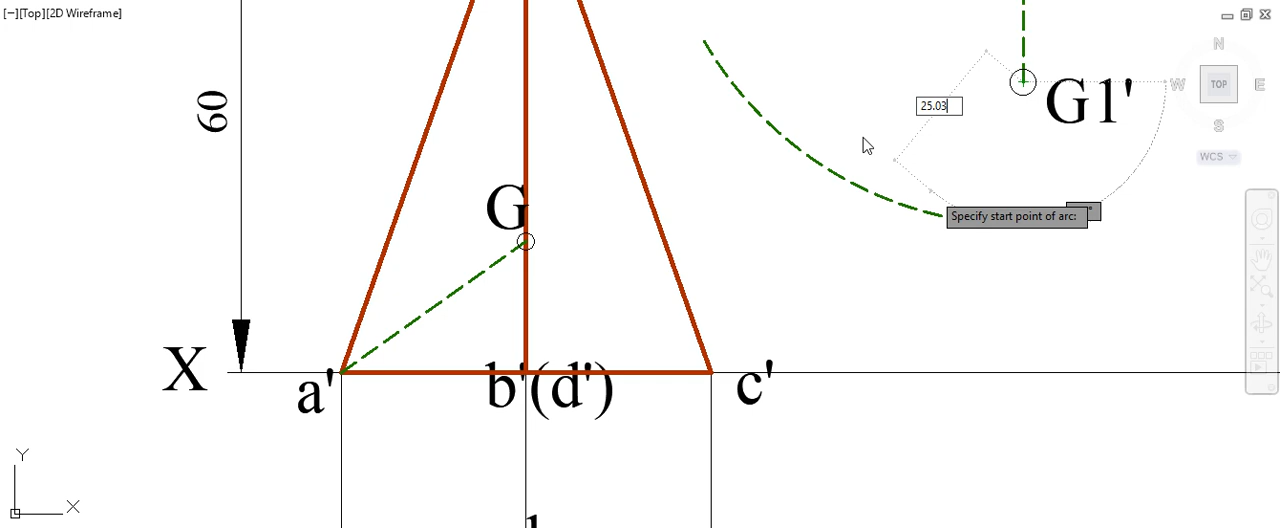 [−][Top][2D Wireframe]
N
W
TOP
E
S
WCS
60
25.03
G1'
G
Specify start point of arc:
X
a'
b'(d')
c'
Y
X